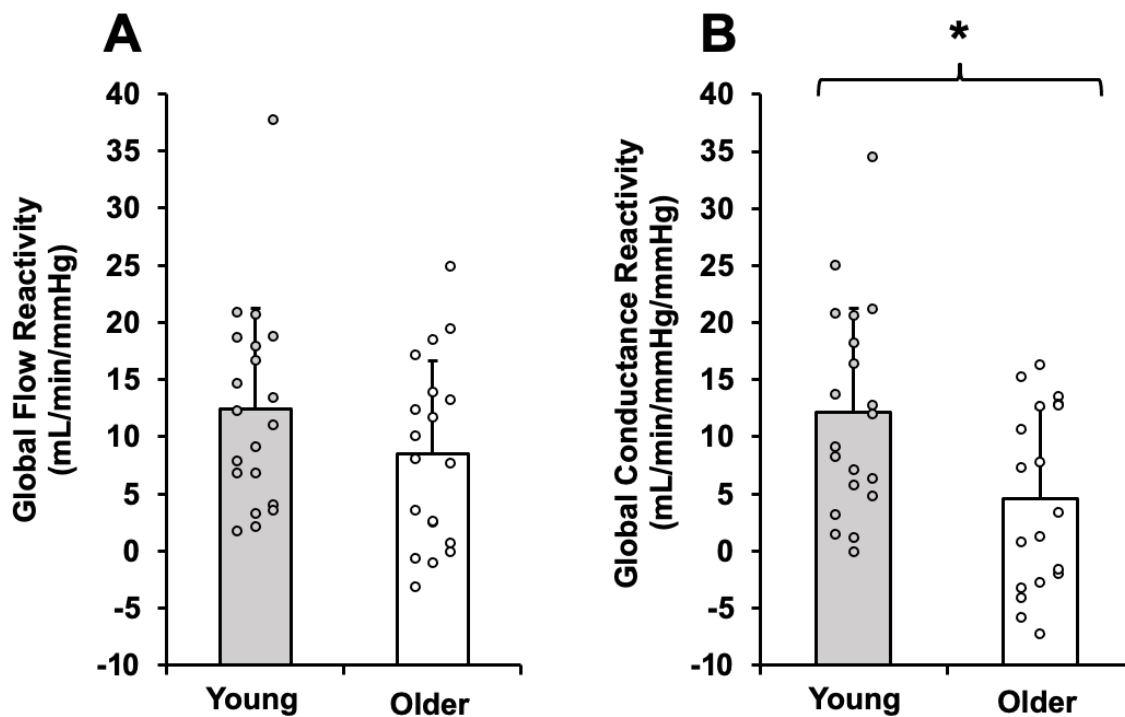 A
Global Flow Reactivity
(mL/min/mmHg)
40
35
30
25
20
15
10
5
0
-5
-10
Young
Older
B
*
Global Conductance Reactivity
(mL/min/mmHg/mmHg)
40
35
30
25
20
15
10
5
0
-5
-10
Young
Older